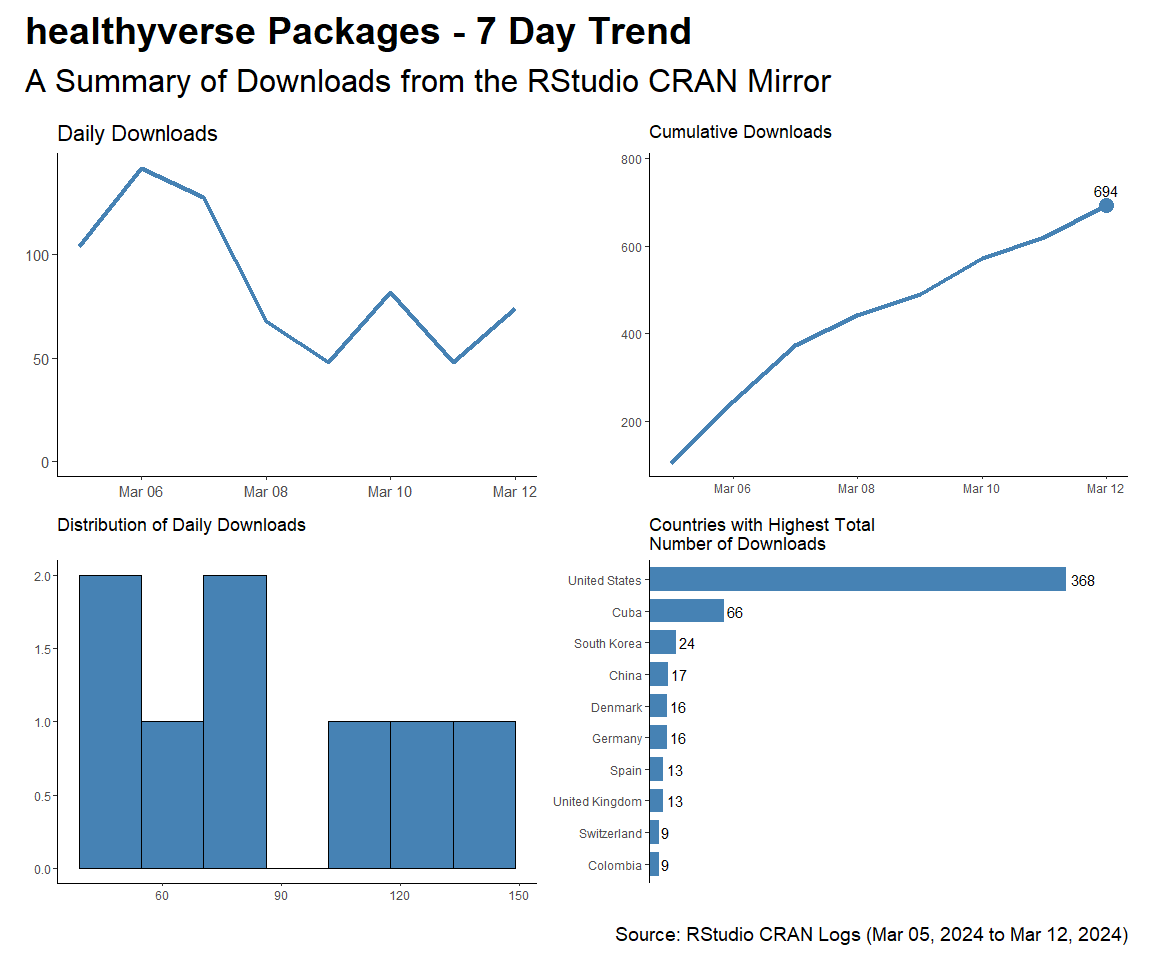 healthyverse Packages - 7 Day Trend
A Summary of Downloads from the RStudio CRAN Mirror
Daily Downloads
100
50
0
Mar 06 Mar 08 Mar 10 Mar 12
Cumulative Downloads
800
694
600
400
200
Mar 06 Mar 08 Mar 10 Mar 12
Distribution of Daily Downloads
2.0
1.5
1.0
0.5
0.0
60 90 120 150
Countries with Highest Total
Number of Downloads
United States 368
Cuba 66
South Korea 24
China 17
Denmark 16
Germany 16
Spain 13
United Kingdom 13
Switzerland 9
Colombia 9
Source: RStudio CRAN Logs (Mar 05, 2024 to Mar 12, 2024)